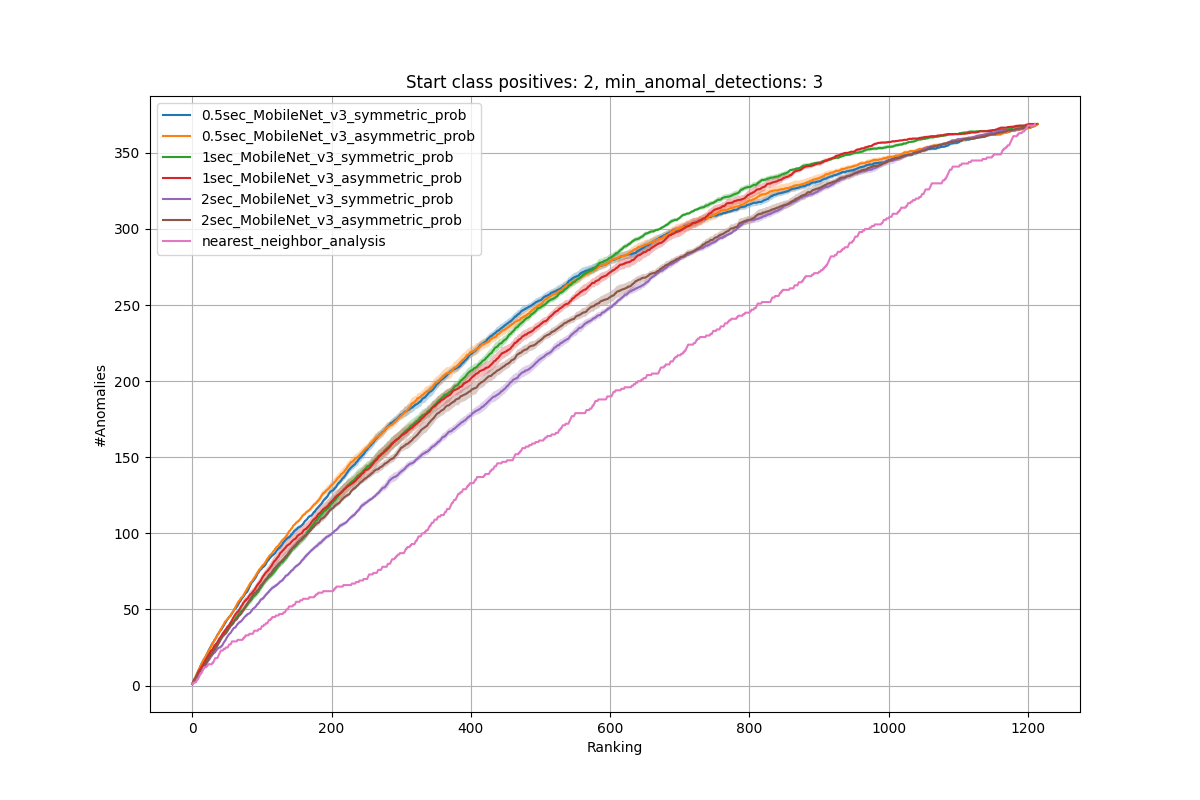 Start class positives: 2, min_anomal_detections: 3
0.5sec_MobileNet_v3_symmetric_prob
0.5sec_MobileNet_v3_asymmetric_prob
1sec_MobileNet_v3_symmetric_prob
1sec_MobileNet_v3_asymmetric_prob
2sec_MobileNet_v3_symmetric_prob
2sec_MobileNet_v3_asymmetric_prob
nearest_neighbor_analysis
350
300
250
200
150
100
50
0
#Anomalies
0 200 400 600 800 1000 1200
Ranking